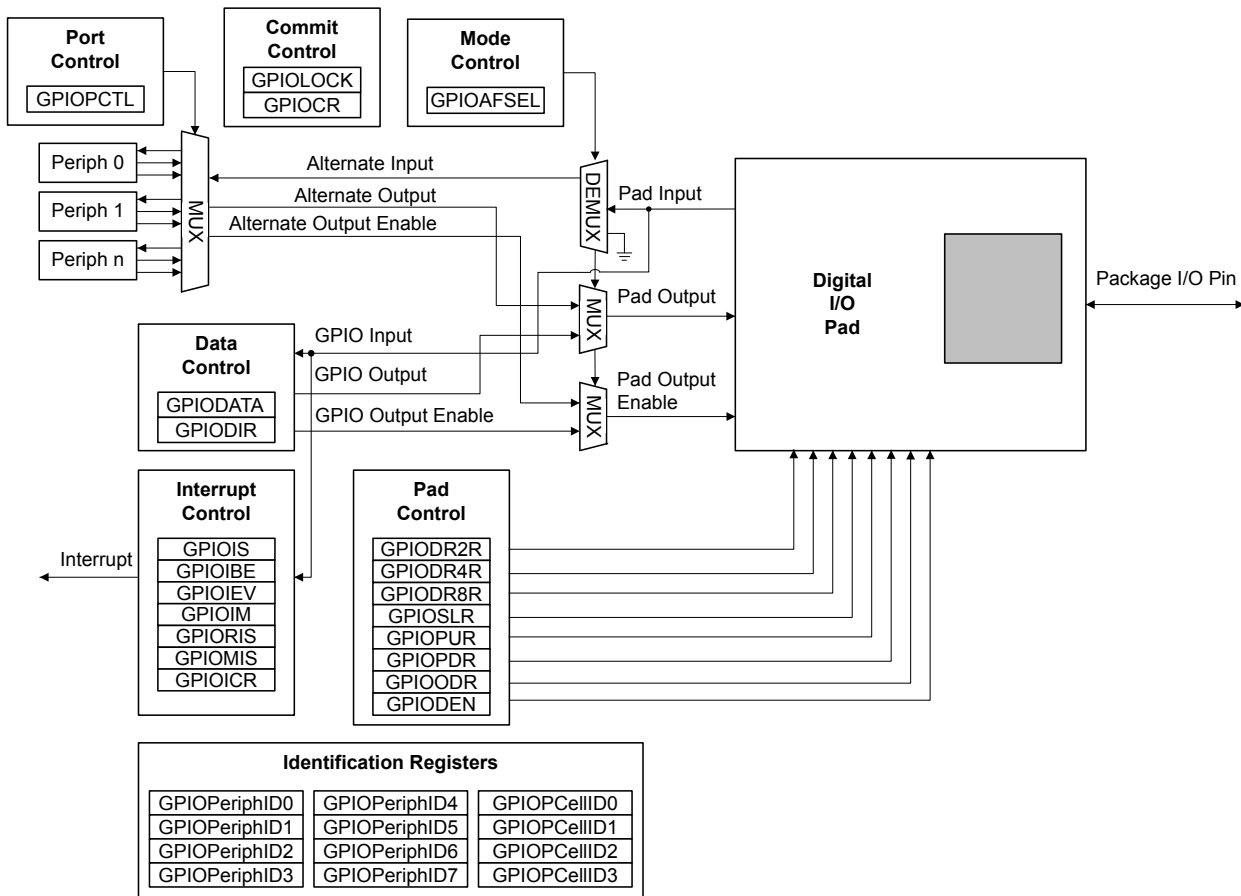 Port
Control
GPIOPCTL
Commit
Control
GPIOLOCK
GPIOCR
Mode
Control
GPIOAFSEL
Periph 0
Periph 1
Periph n
MUX
Alternate Input
Alternate Output
Alternate Output Enable
DEMUX
Pad Input
MUX
Pad Output
MUX
Pad Output
Enable
Digital
I/O
Pad
Package I/O Pin
Data
Control
GPIODATA
GPIODIR
GPIO Input
GPIO Output
GPIO Output Enable
Interrupt
Interrupt
Control
GPIOIS
GPIOIBE
GPIOIEV
GPIOIM
GPIORIS
GPIOMIS
GPIOICR
Pad
Control
GPIODR2R
GPIODR4R
GPIODR8R
GPIOSLR
GPIOPUR
GPIOPDR
GPIOODR
GPIODEN
Identification Registers
GPIOPeriphID0
GPIOPeriphID1
GPIOPeriphID2
GPIOPeriphID3
GPIOPeriphID4
GPIOPeriphID5
GPIOPeriphID6
GPIOPeriphID7
GPIOPCellID0
GPIOPCellID1
GPIOPCellID2
GPIOPCellID3